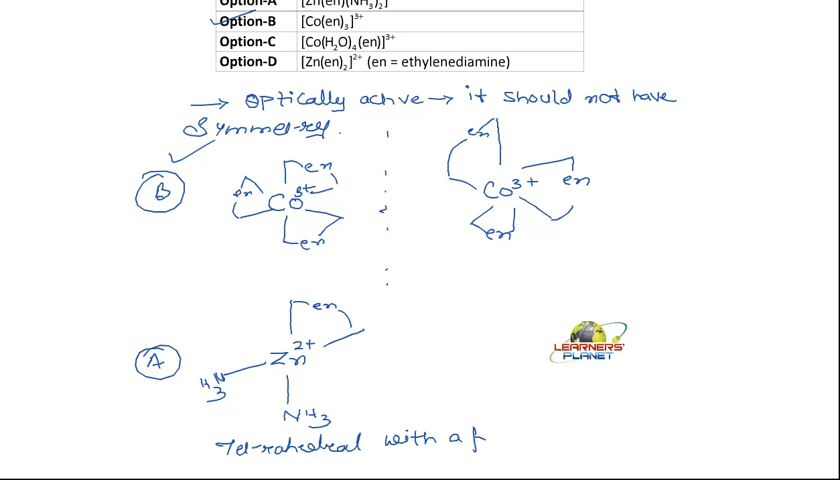 Option-A [Zn(en)(NH₃)₂]
Option-B [Co(en)₃]³⁺
Option-C [Co(H₂O)₄(en)]³⁺
Option-D [Zn(en)₂]²⁺ (en = ethylenediamine)
→ optically active → it should not have
Symmetry.
B
en
en
Co³⁺
en
en
Co³⁺
en
en
A
en
Zn²⁺
H₃N
NH₃
Tetrahedral with a p
LEARNERS'
PLANET